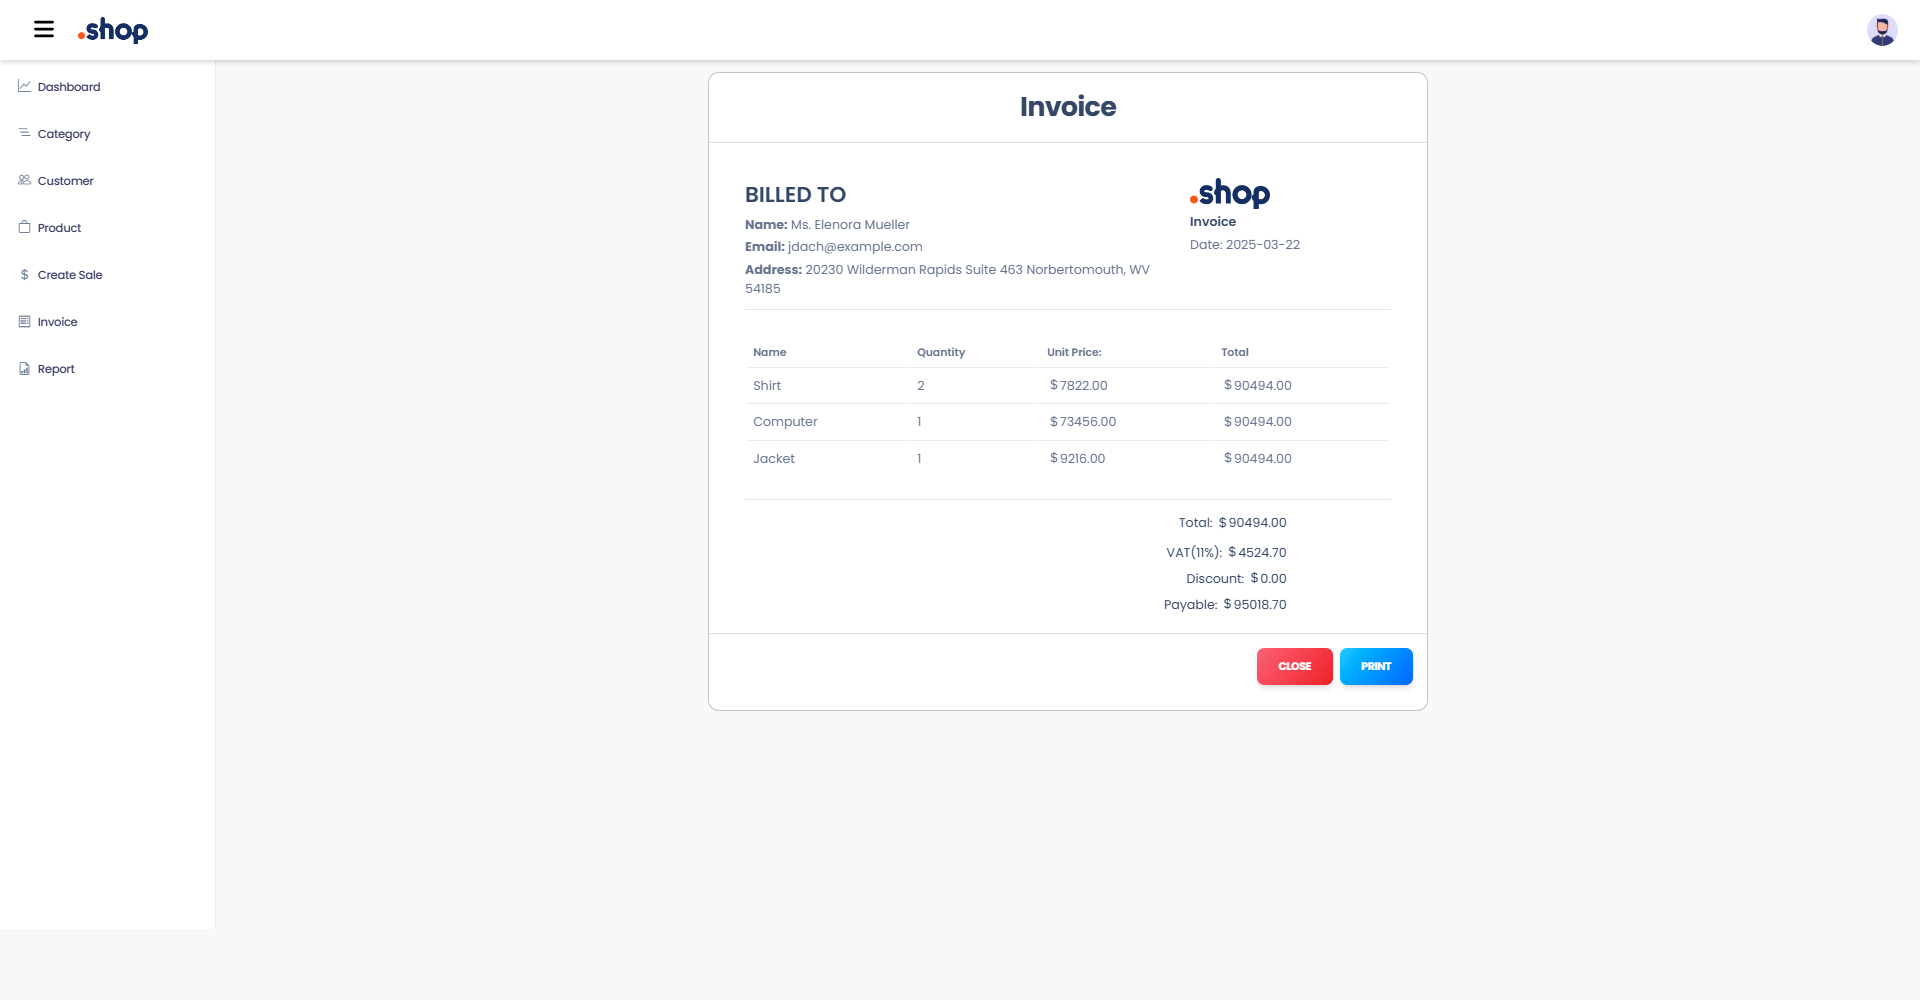 .shop
Dashboard
Category
Customer
Product
$ Create Sale
Invoice
Report
Invoice
BILLED TO
Name: Ms. Elenora Mueller
Email: jdach@example.com
Address: 20230 Wilderman Rapids Suite 463 Norbertomouth, WV
54185
.shop
Invoice
Date: 2025-03-22
Name Quantity Unit Price: Total
Shirt 2 $7822.00 $90494.00
Computer 1 $73456.00 $90494.00
Jacket 1 $9216.00 $90494.00
Total: $90494.00
VAT(11%): $4524.70
Discount: $0.00
Payable: $95018.70
CLOSE PRINT